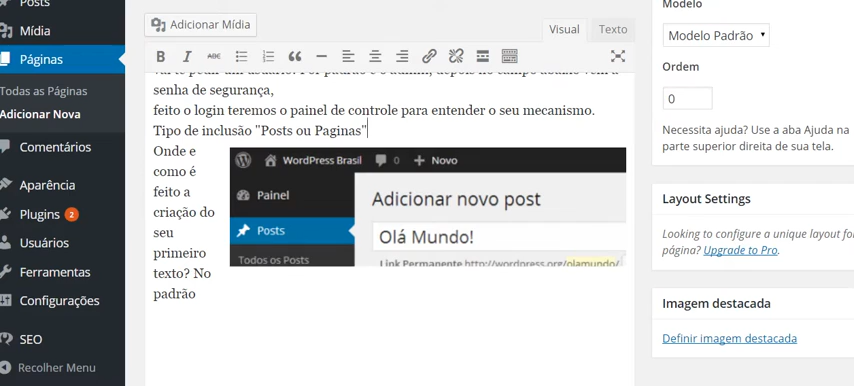 Posts
Mídia
Páginas
Todas as Páginas
Adicionar Nova
Comentários
Aparência
Plugins 2
Usuários
Ferramentas
Configurações
SEO
Recolher Menu
Adicionar Mídia
Visual
Texto
B I ABC
senha de segurança,
feito o login teremos o painel de controle para entender o seu mecanismo.
Tipo de inclusão "Posts ou Paginas"
Onde e
como é
feito a
criação do
seu
primeiro
texto? No
padrão
WordPress Brasil 0 Novo
Painel
Posts
Todos os Posts
Adicionar novo post
Olá Mundo!
Link Permanente http://wordpress.org/olamundo/
Modelo
Modelo Padrão
Ordem
0
Necessita ajuda? Use a aba Ajuda na
parte superior direita de sua tela.
Layout Settings
Looking to configure a unique layout for
página? Upgrade to Pro.
Imagem destacada
Definir imagem destacada